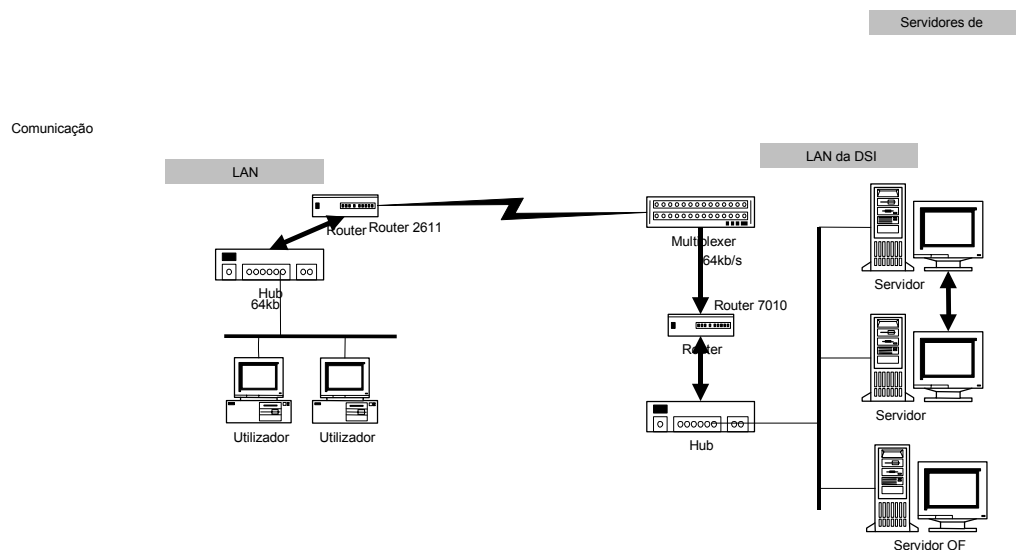 Servidores de
Comunicação
LAN
LAN da DSI
Router
Router 2611
Multiplexer
64kb/s
Hub
64kb
Servidor
Router 7010
Router
Servidor
Utilizador
Utilizador
Hub
Servidor OF